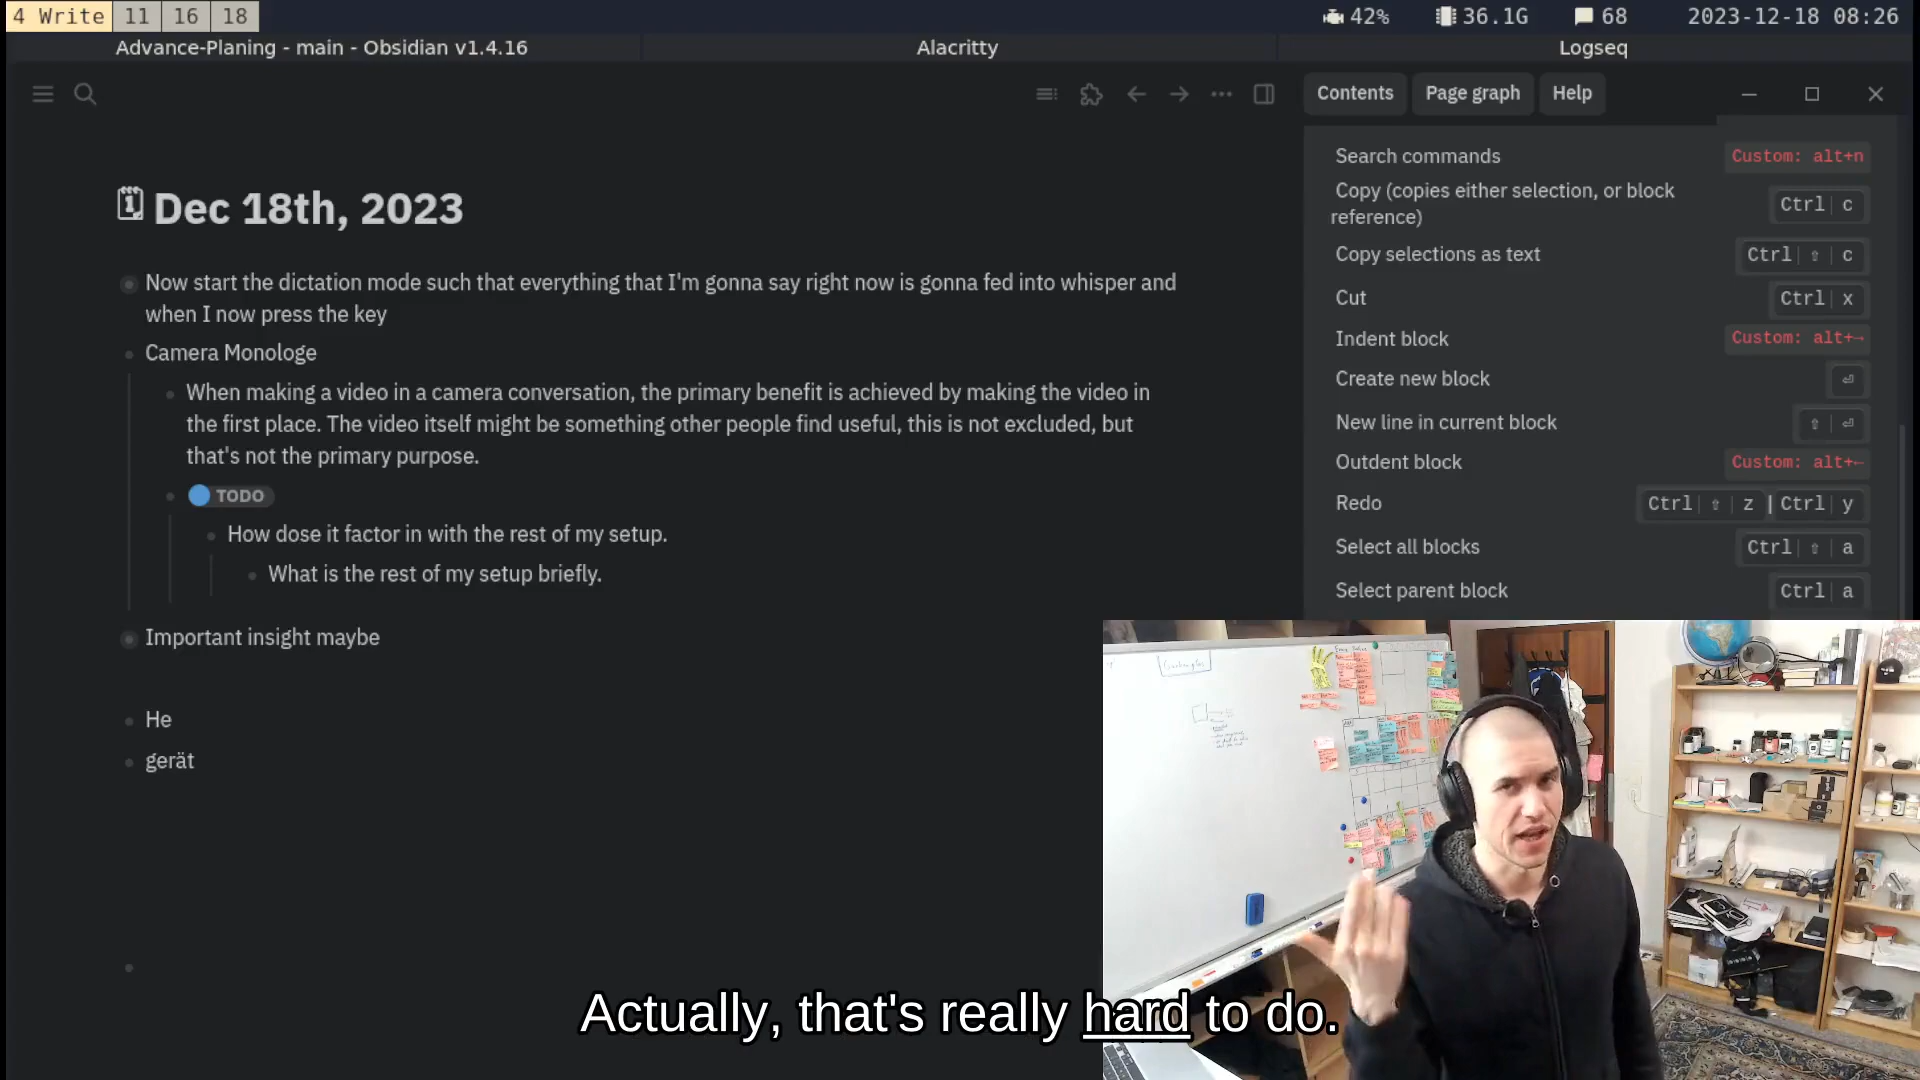 4 Write 11 16 18
42% 36.1G 68 2023-12-18 08:26
Advance-Planing - main - Obsidian v1.4.16 Alacritty Logseq
Contents Page graph Help
Dec 18th, 2023
Now start the dictation mode such that everything that I'm gonna say right now is gonna fed into whisper and
when I now press the key
Camera Monologe
When making a video in a camera conversation, the primary benefit is achieved by making the video in
the first place. The video itself might be something other people find useful, this is not excluded, but
that's not the primary purpose.
TODO
How dose it factor in with the rest of my setup.
What is the rest of my setup briefly.
Important insight maybe
He
gerät
Search commands Custom: alt+n
Copy (copies either selection, or block
reference) Ctrl c
Copy selections as text Ctrl ⇧ c
Cut Ctrl x
Indent block Custom: alt+→
Create new block ⏎
New line in current block ⇧ ⏎
Outdent block Custom: alt+←
Redo Ctrl ⇧ z | Ctrl y
Select all blocks Ctrl ⇧ a
Select parent block Ctrl a
Actually, that's really hard to do.